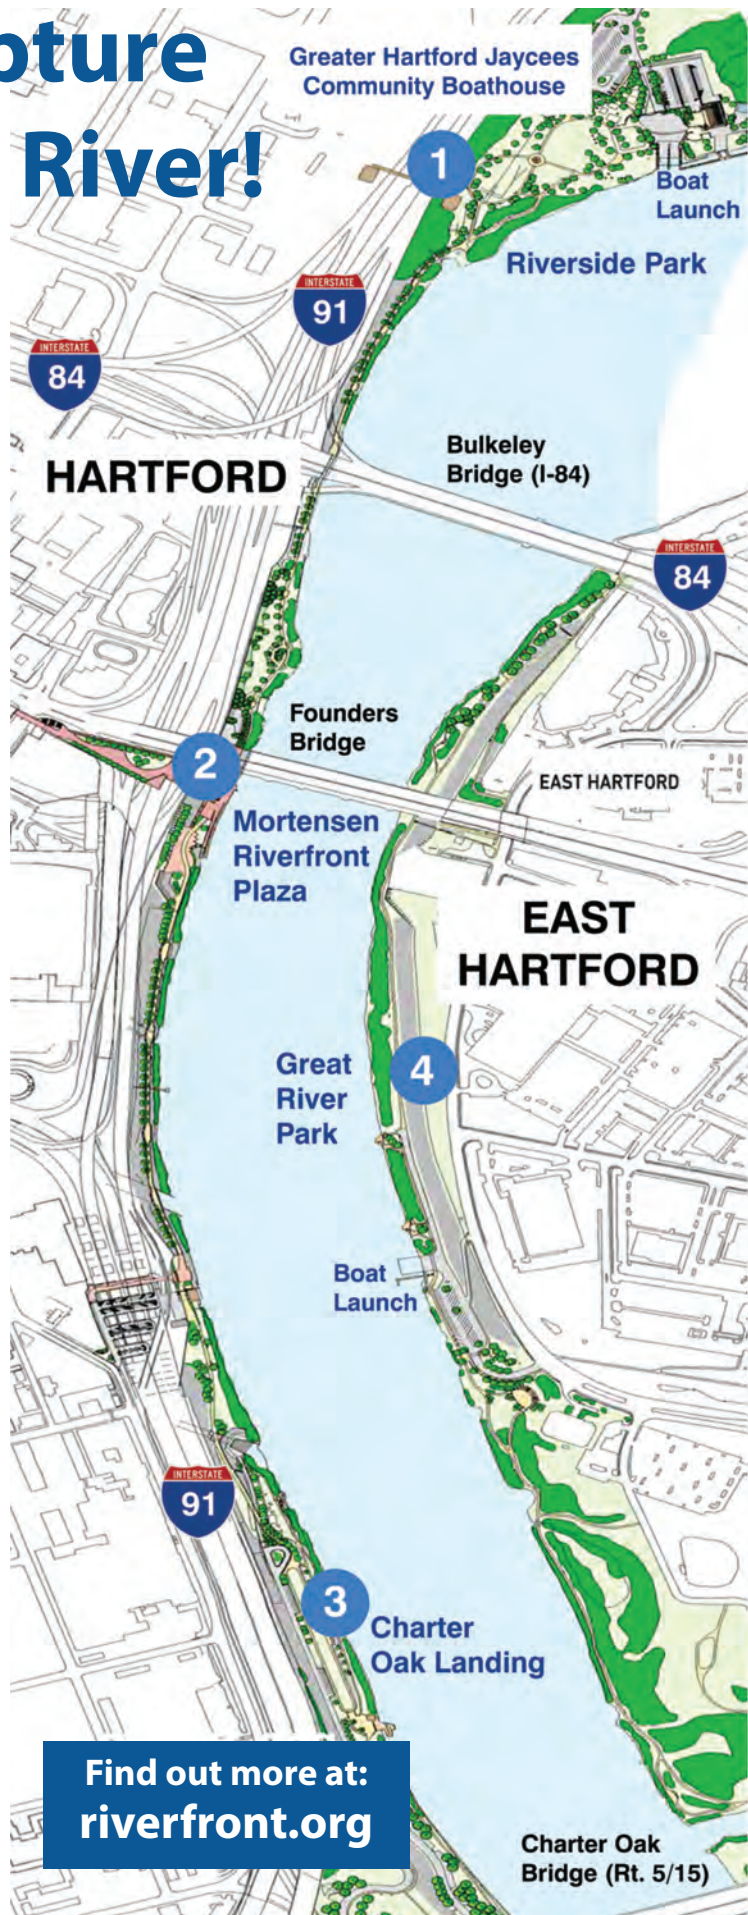 pture
River!
Greater Hartford Jaycees
Community Boathouse
1
Boat
Launch
Riverside Park
INTERSTATE
91
INTERSTATE
84
HARTFORD
Bulkeley
Bridge (I-84)
INTERSTATE
84
Founders
Bridge
2
EAST HARTFORD
Mortensen
Riverfront
Plaza
EAST
HARTFORD
Great
River
Park
4
Boat
Launch
INTERSTATE
91
3
Charter
Oak Landing
Find out more at:
riverfront.org
Charter Oak
Bridge (Rt. 5/15)